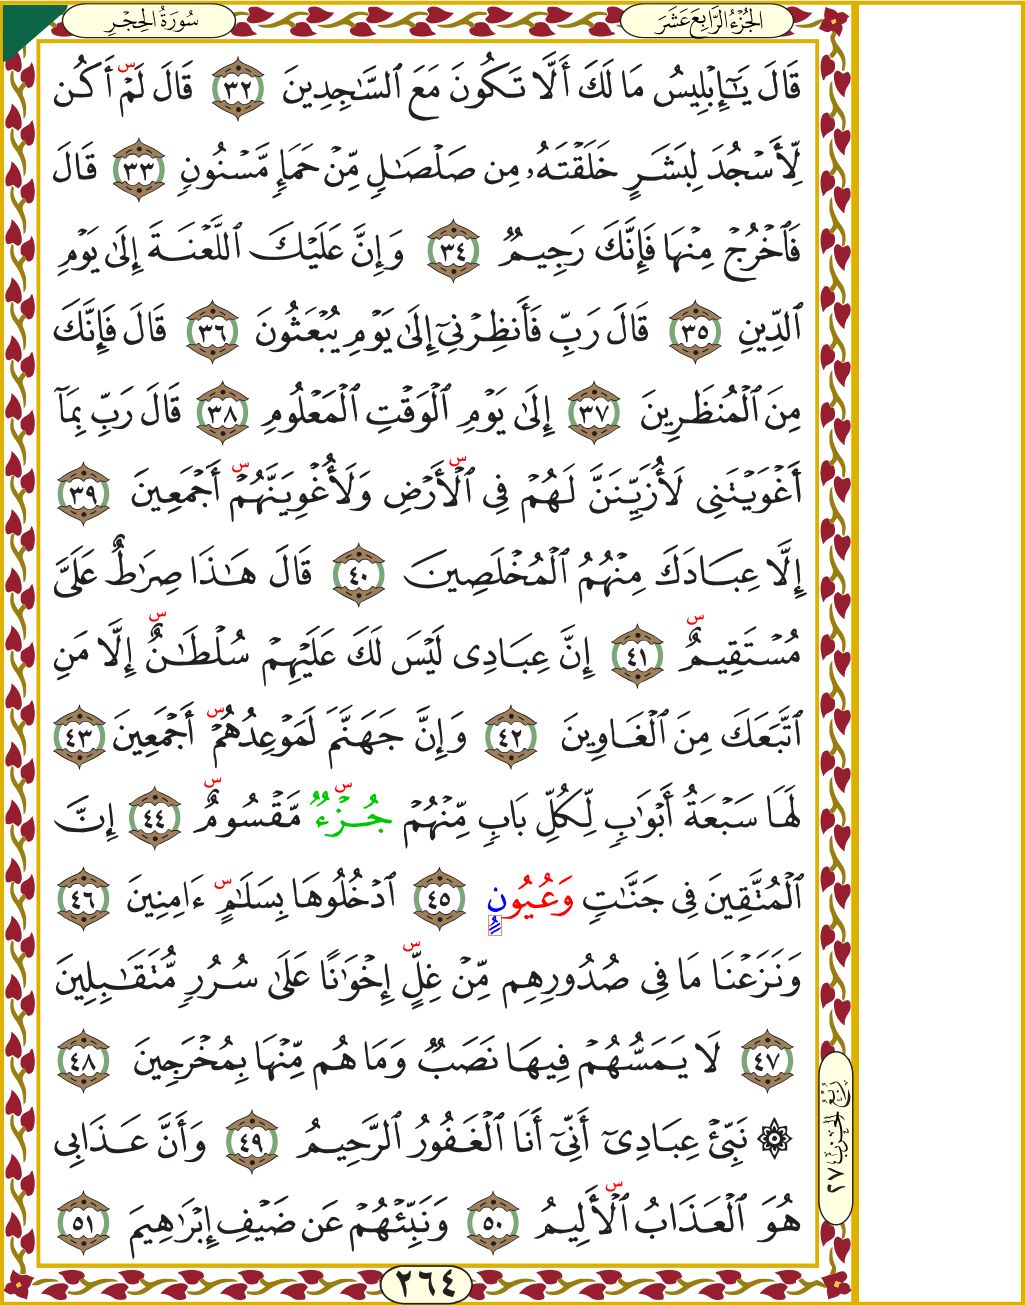 الجُزْءُ الرَّابِعَ عَشَرَ
سُورَةُ الحِجْرِ
قَالَ يَٰٓإِبْلِيسُ مَا لَكَ أَلَّا تَكُونَ مَعَ ٱلسَّٰجِدِينَ ٣٢ قَالَ لَمْ أَكُن
لِّأَسْجُدَ لِبَشَرٍ خَلَقْتَهُۥ مِن صَلْصَٰلٍ مِّنْ حَمَإٍ مَّسْنُونٍ ٣٣ قَالَ
فَٱخْرُجْ مِنْهَا فَإِنَّكَ رَجِيمٌ ٣٤ وَإِنَّ عَلَيْكَ ٱللَّعْنَةَ إِلَىٰ يَوْمِ
ٱلدِّينِ ٣٥ قَالَ رَبِّ فَأَنظِرْنِىٓ إِلَىٰ يَوْمِ يُبْعَثُونَ ٣٦ قَالَ فَإِنَّكَ
مِنَ ٱلْمُنظَرِينَ ٣٧ إِلَىٰ يَوْمِ ٱلْوَقْتِ ٱلْمَعْلُومِ ٣٨ قَالَ رَبِّ بِمَآ
أَغْوَيْتَنِى لَأُزَيِّنَنَّ لَهُمْ فِى ٱلْأَرْضِ وَلَأُغْوِيَنَّهُمْ أَجْمَعِينَ ٣٩
إِلَّا عِبَادَكَ مِنْهُمُ ٱلْمُخْلَصِينَ ٤٠ قَالَ هَٰذَا صِرَٰطٌ عَلَىَّ
مُسْتَقِيمٌ ٤١ إِنَّ عِبَادِى لَيْسَ لَكَ عَلَيْهِمْ سُلْطَٰنٌ إِلَّا مَنِ
ٱتَّبَعَكَ مِنَ ٱلْغَاوِينَ ٤٢ وَإِنَّ جَهَنَّمَ لَمَوْعِدُهُمْ أَجْمَعِينَ ٤٣
لَهَا سَبْعَةُ أَبْوَٰبٍ لِّكُلِّ بَابٍ مِّنْهُمْ جُزْءٌ مَّقْسُومٌ ٤٤ إِنَّ
ٱلْمُتَّقِينَ فِى جَنَّٰتٍ وَعُيُونٍ ٤٥ ٱدْخُلُوهَا بِسَلَٰمٍ ءَامِنِينَ ٤٦
وَنَزَعْنَا مَا فِى صُدُورِهِم مِّنْ غِلٍّ إِخْوَٰنًا عَلَىٰ سُرُرٍ مُّتَقَٰبِلِينَ
٤٧ لَا يَمَسُّهُمْ فِيهَا نَصَبٌ وَمَا هُم مِّنْهَا بِمُخْرَجِينَ ٤٨
۞ نَبِّئْ عِبَادِىٓ أَنِّىٓ أَنَا ٱلْغَفُورُ ٱلرَّحِيمُ ٤٩ وَأَنَّ عَذَابِى
هُوَ ٱلْعَذَابُ ٱلْأَلِيمُ ٥٠ وَنَبِّئْهُمْ عَن ضَيْفِ إِبْرَٰهِيمَ ٥١
رُبْعُ الحِزْبِ ٢٧
٢٦٤